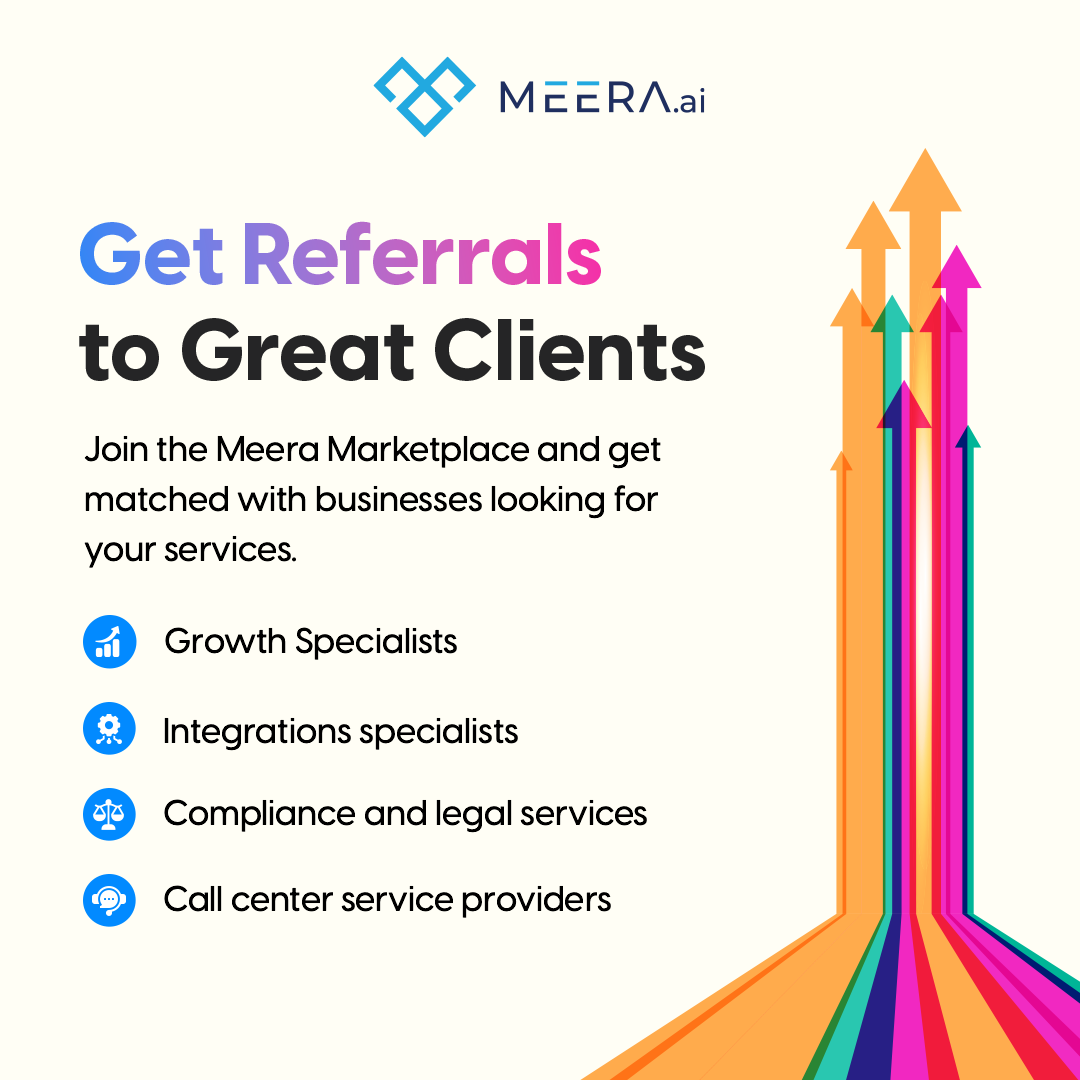 MEERA.ai
Get Referrals
to Great Clients
Join the Meera Marketplace and get
matched with businesses looking for
your services.
Growth Specialists
Integrations specialists
Compliance and legal services
Call center service providers